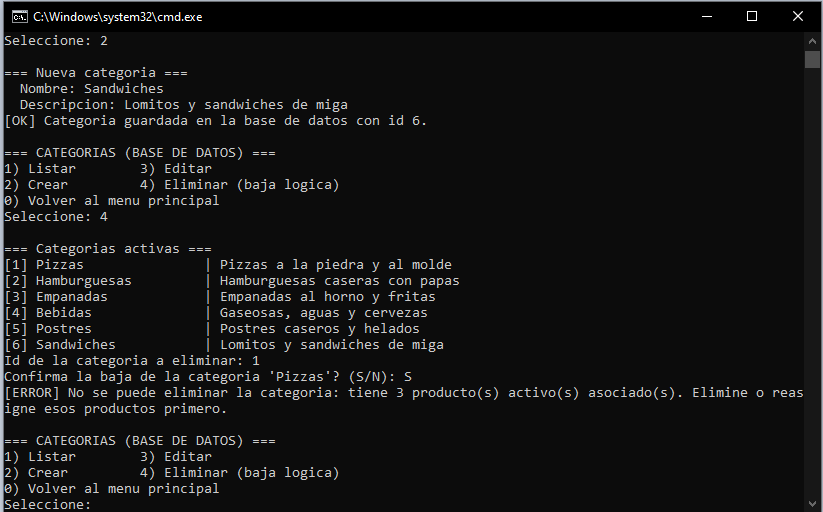 C:\Windows\system32\cmd.exe
Seleccione: 2
=== Nueva categoria ===
Nombre: Sandwiches
Descripcion: Lomitos y sandwiches de miga
[OK] Categoria guardada en la base de datos con id 6.
=== CATEGORIAS (BASE DE DATOS) ===
1) Listar        3) Editar
2) Crear         4) Eliminar (baja logica)
0) Volver al menu principal
Seleccione: 4
=== Categorias activas ===
[1] Pizzas               | Pizzas a la piedra y al molde
[2] Hamburguesas         | Hamburguesas caseras con papas
[3] Empanadas            | Empanadas al horno y fritas
[4] Bebidas              | Gaseosas, aguas y cervezas
[5] Postres              | Postres caseros y helados
[6] Sandwiches           | Lomitos y sandwiches de miga
Id de la categoria a eliminar: 1
Confirma la baja de la categoria 'Pizzas'? (S/N): S
[ERROR] No se puede eliminar la categoria: tiene 3 producto(s) activo(s) asociado(s). Elimine o reas
igne esos productos primero.
=== CATEGORIAS (BASE DE DATOS) ===
1) Listar        3) Editar
2) Crear         4) Eliminar (baja logica)
0) Volver al menu principal
Seleccione: